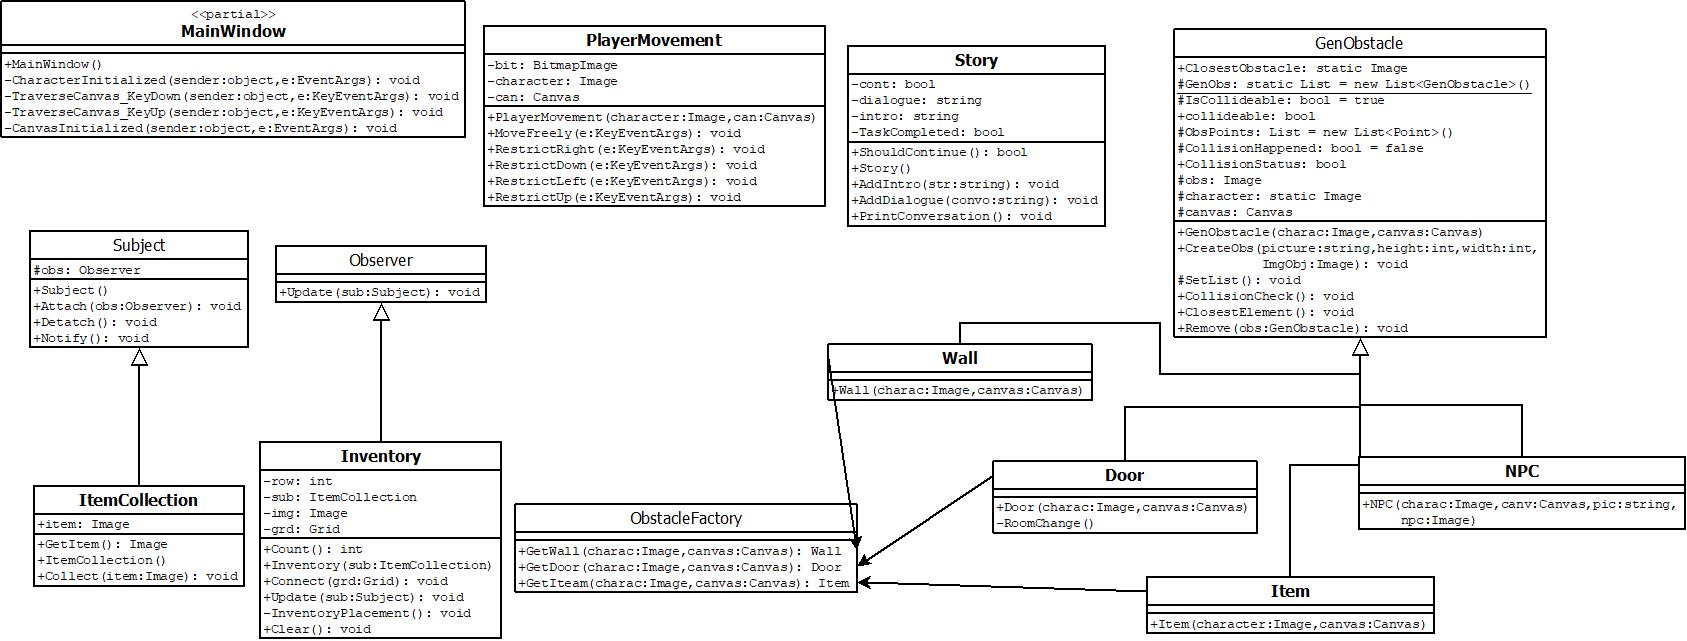 <<partial>>
MainWindow
+MainWindow()
-CharacterInitialized(sender:object,e:EventArgs): void
-TraverseCanvas_KeyDown(sender:object,e:KeyEventArgs): void
-TraverseCanvas_KeyUp(sender:object,e:KeyEventArgs): void
-CanvasInitialized(sender:object,e:EventArgs): void
PlayerMovement
-bit: BitmapImage
-character: Image
-can: Canvas
+PlayerMovement(character:Image,can:Canvas)
+MoveFreely(e:KeyEventArgs): void
+RestrictRight(e:KeyEventArgs): void
+RestrictDown(e:KeyEventArgs): void
+RestrictLeft(e:KeyEventArgs): void
+RestrictUp(e:KeyEventArgs): void
Story
-cont: bool
-dialogue: string
-intro: string
-TaskCompleted: bool
+ShouldContinue(): bool
+Story()
+AddIntro(str:string): void
+AddDialogue(convo:string): void
+PrintConversation(): void
GenObstacle
+ClosestObstacle: static Image
#GenObs: static List = new List<GenObstacle>()
#IsCollideable: bool = true
+collideable: bool
#ObsPoints: List = new List<Point>()
#CollisionHappened: bool = false
+CollisionStatus: bool
#obs: Image
#character: static Image
#canvas: Canvas
+GenObstacle(charac:Image,canvas:Canvas)
+CreateObs(picture:string,height:int,width:int,
ImgObj:Image): void
#SetList(): void
+CollisionCheck(): void
+ClosestElement(): void
+Remove(obs:GenObstacle): void
Subject
#obs: Observer
+Subject()
+Attach(obs:Observer): void
+Detatch(): void
+Notify(): void
Observer
+Update(sub:Subject): void
Wall
+Wall(charac:Image,canvas:Canvas)
ItemCollection
+item: Image
+GetItem(): Image
+ItemCollection()
+Collect(item:Image): void
Inventory
-row: int
-sub: ItemCollection
-img: Image
-grd: Grid
+Count(): int
+Inventory(sub:ItemCollection)
+Connect(grd:Grid): void
+Update(sub:Subject): void
-InventoryPlacement(): void
+Clear(): void
ObstacleFactory
+GetWall(charac:Image,canvas:Canvas): Wall
+GetDoor(charac:Image,canvas:Canvas): Door
+GetIteam(charac:Image,canvas:Canvas): Item
Door
+Door(charac:Image,canvas:Canvas)
-RoomChange()
NPC
+NPC(charac:Image,canv:Canvas,pic:string,
npc:Image)
Item
+Item(character:Image,canvas:Canvas)